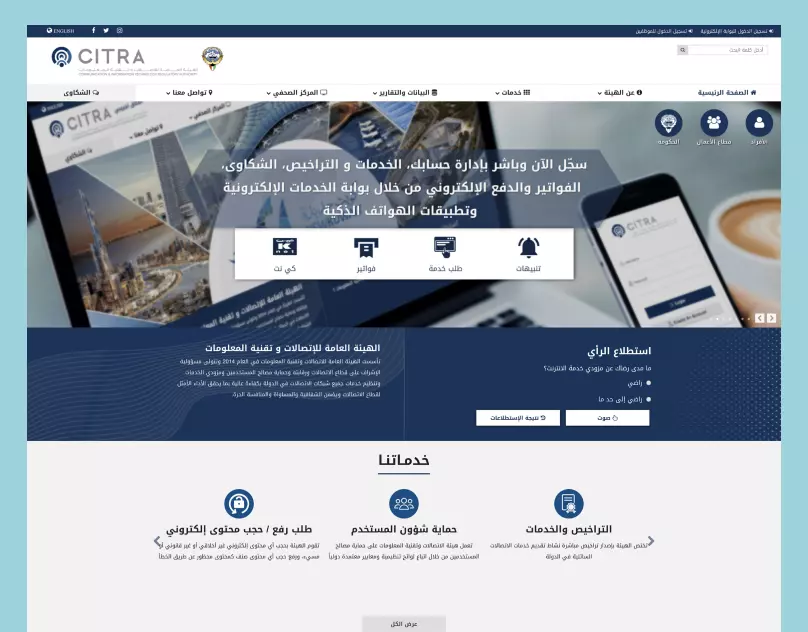 تسجيل الدخول للبوابة الإلكترونية
تسجيل الدخول للموظفين
ENGLISH
أدخل كلمة البحث
CITRA
COMMUNICATION & INFORMATION TECHNOLOGY REGULATORY AUTHORITY
الصفحة الرئيسية
عن الهيئة
خدمات
البيانات والتقارير
المركز الصحفي
تواصل معنا
الشكاوى
الأفراد
قطاع الأعمال
الحكومة
سجّل الآن وباشر بإدارة حسابك، الخدمات و التراخيص، الشكاوى،
الفواتير والدفع الإلكتروني من خلال بوابة الخدمات الإلكترونية
وتطبيقات الهواتف الذكية
تنبيهات
طلب خدمة
فواتير
كي نت
CITRA
CITRA
Login
استطلاع الرأي
ما مدى رضاك عن مزودي خدمة الانترنت؟
راضي
راضي إلى حد ما
صوت
نتيجة الإستطلاعات
الهيئة العامة للإتصالات و تقنية المعلومات
تأسست الهيئة العامة للاتصالات وتقنية المعلومات في العام 2014 وتتولى مسؤولية
الإشراف على قطاع الاتصالات ورقابته وحماية مصالح المستخدمين ومزودي الخدمات
وتنظيم خدمات جميع شبكات الاتصالات في الدولة بكفاءة عالية بما يحقق الأداء الأمثل
لقطاع الاتصالات ويضمن الشفافية والمساواة والمنافسة الحرة.
خدماتنا
التراخيص والخدمات
تختص الهيئة بإصدار تراخيص مباشرة نشاط تقديم خدمات الاتصالات
السلكية في الدولة
حماية شؤون المستخدم
تعمل هيئة الاتصالات وتقنية المعلومات على حماية مصالح
المستخدمين من خلال اتباع لوائح تنظيمية ومعايير معتمدة دولياً
طلب رفع / حجب محتوى إلكتروني
تقوم الهيئة بحجب أي محتوى إلكتروني غير أخلاقي أو غير قانوني أو
مسيء، ورفع حجب أي محتوى صنف كمحتوى محظور عن طريق الخطأ
عرض الكل